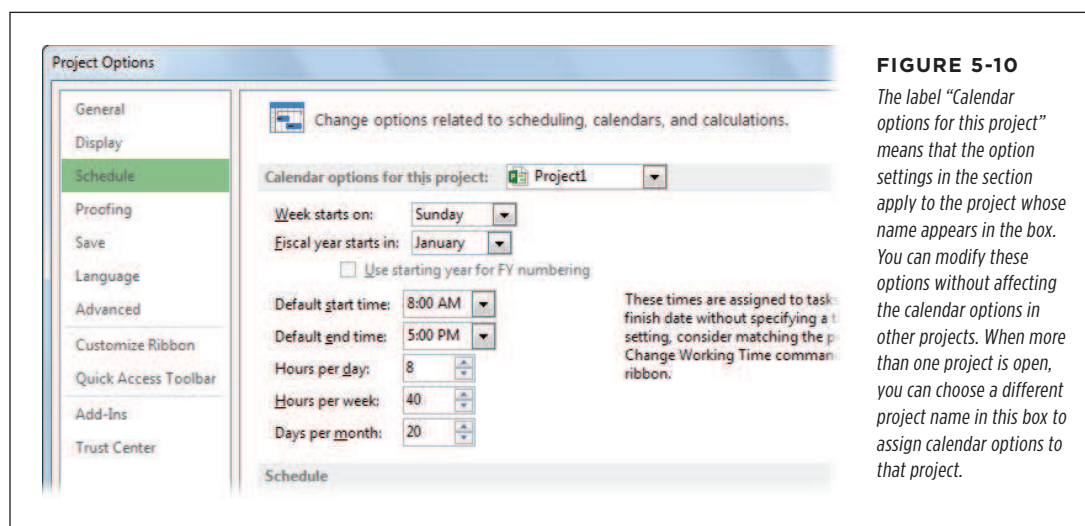 Project Options
General
Display
Schedule
Proofing
Save
Language
Advanced
Customize Ribbon
Quick Access Toolbar
Add-Ins
Trust Center
Change options related to scheduling, calendars, and calculations.
Calendar options for this project: Project1
Week starts on: Sunday
Fiscal year starts in: January
Use starting year for FY numbering
Default start time: 8:00 AM
Default end time: 5:00 PM
Hours per day: 8
Hours per week: 40
Days per month: 20
These times are assigned to task
finish date without specifying a
setting, consider matching the
Change Working Time
ribbon.
Schedule
FIGURE 5-10
The label “Calendar
options for this project”
means that the option
settings in the section
apply to the project whose
name appears in the box.
You can modify these
options without affecting
the calendar options in
other projects. When more
than one project is open,
you can choose a different
project name in this box to
assign calendar options to
that project.